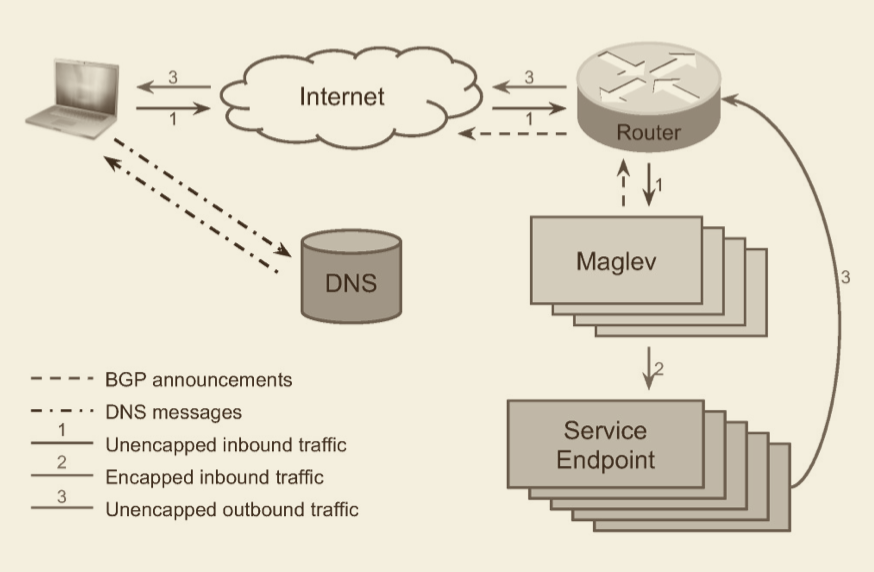 3
1
Internet
3
1
Router
1
Maglev
3
DNS
2
BGP announcements
DNS messages
1
Unencapped inbound traffic
2
Encapped inbound traffic
3
Unencapped outbound traffic
Service
Endpoint